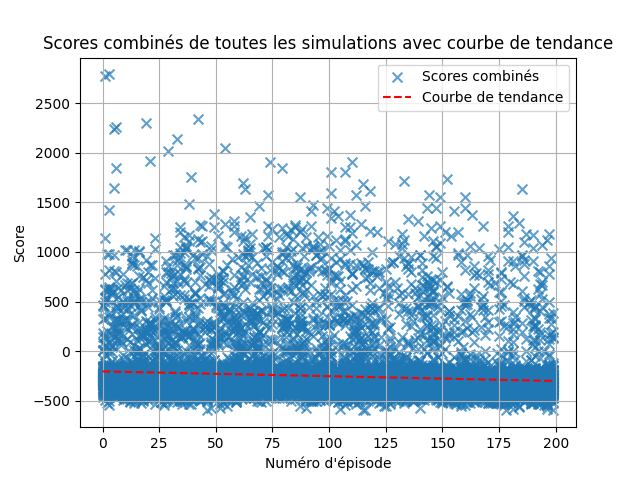 Scores combinés de toutes les simulations avec courbe de tendance
Scores combinés
Courbe de tendance
Score
2500
2000
1500
1000
500
0
−500
0 25 50 75 100 125 150 175 200
Numéro d'épisode